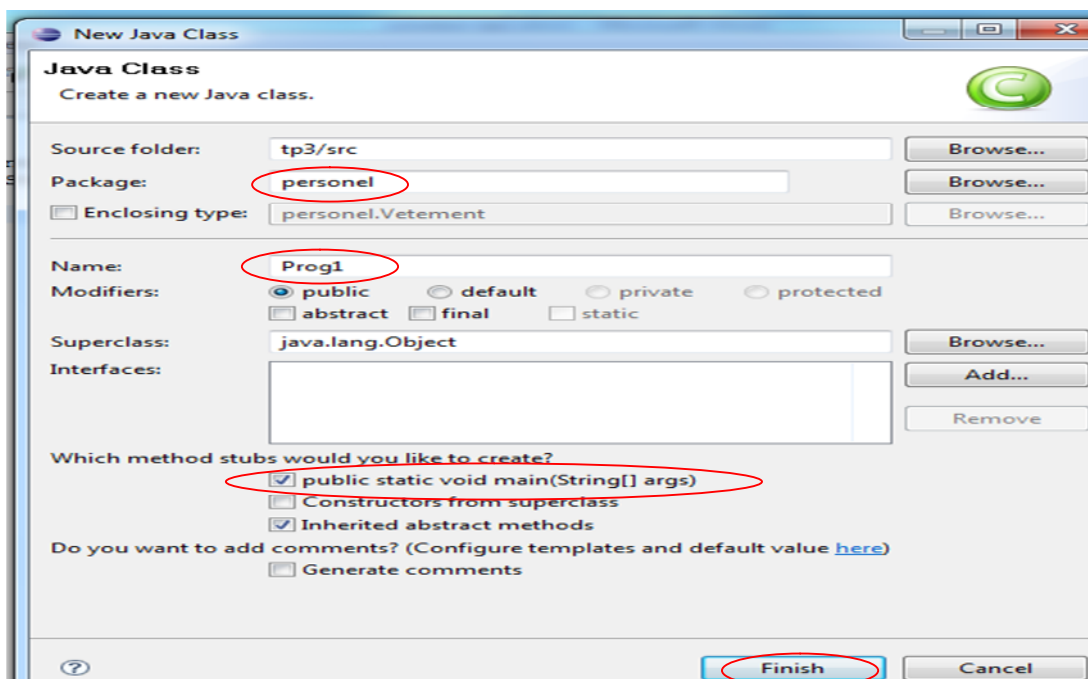 New Java Class
Java Class
Create a new Java class.
Source folder: tp3/src Browse...
Package: personel Browse...
Enclosing type: personel.Vetement Browse...
Name: Prog1
Modifiers: public default private protected
abstract final static
Superclass: java.lang.Object Browse...
Interfaces: Add...
Remove
Which method stubs would you like to create?
public static void main(String[] args)
Constructors from superclass
Inherited abstract methods
Do you want to add comments? (Configure templates and default value here)
Generate comments
Finish Cancel